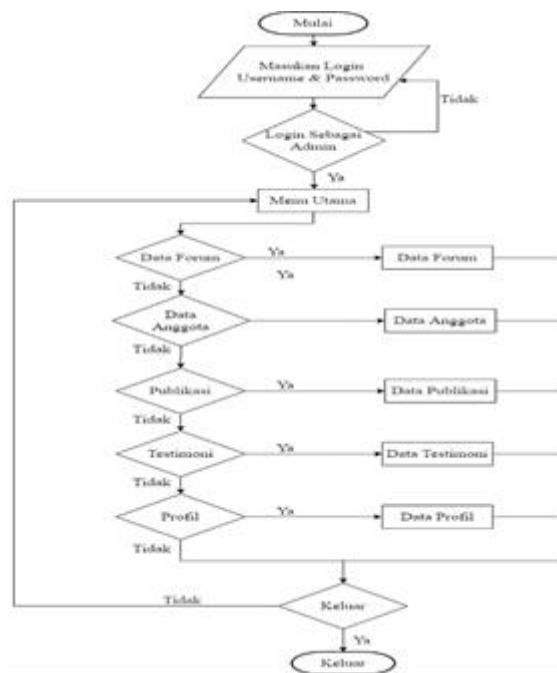 Mulai
Masukan Login
Username & Password
Tidak
Login Sebagai
Admin
Ya
Menu Utama
Data Forum
Ya
Data Forum
Ya
Tidak
Data
Anggota
Data Anggota
Tidak
Publikasi
Ya
Data Publikasi
Tidak
Testimoni
Ya
Data Testimoni
Tidak
Profil
Ya
Data Profil
Tidak
Tidak
Keluar
Ya
Keluar